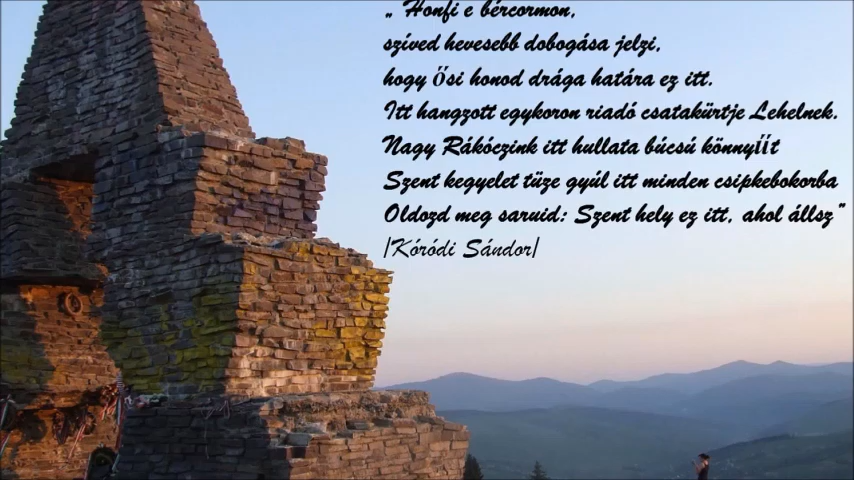 „ Honfi e bércormon,
szíved hevesebb dobogása jelzi,
hogy ősi honod drága határa ez itt.
Itt hangzott egykoron riadó csatakürtje Lehelnek.
Nagy Rákóczink itt hullata búcsú könnyűt
Szent kegyelet tüze gyúl itt minden csipkebokorba
Oldozd meg saruid: Szent hely ez itt, ahol állsz”
|Kóródi Sándor|